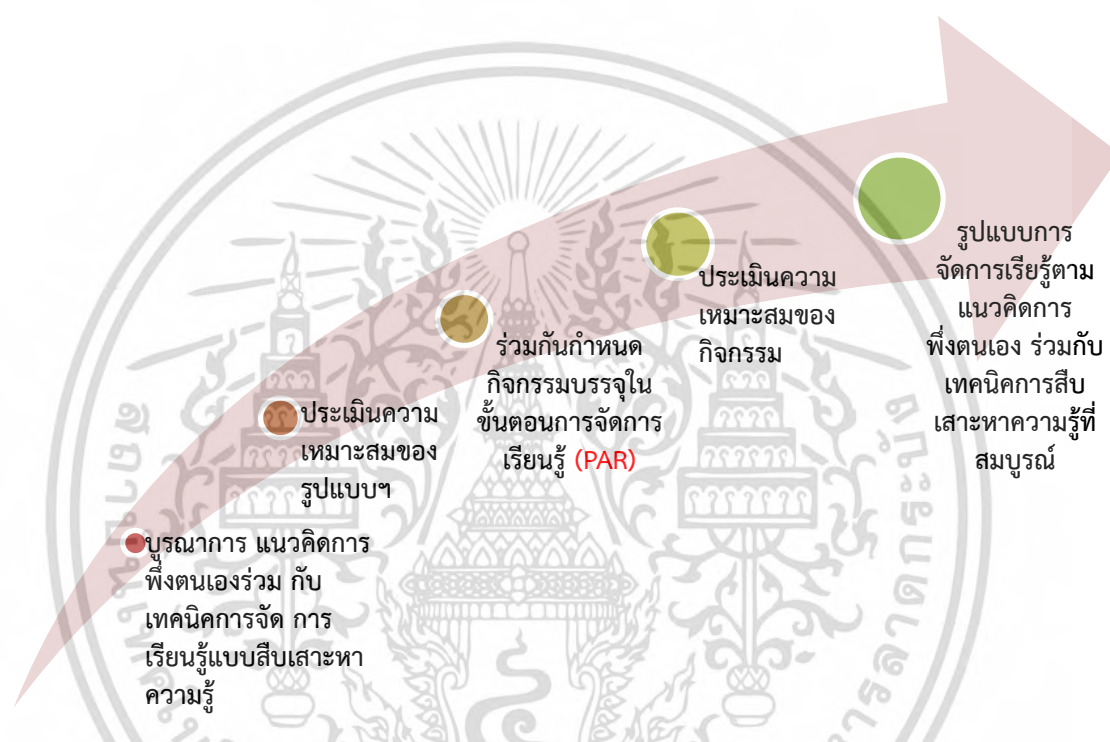 บูรณาการ แนวคิดการ
พึ่งตนเองร่วม กับ
เทคนิคการจัด การ
เรียนรู้แบบสืบเสาะหา
ความรู้
ประเมินความ
เหมาะสมของ
รูปแบบฯ
ร่วมกันกำหนด
กิจกรรมบรรจุใน
ขั้นตอนการจัดการ
เรียนรู้ (PAR)
ประเมินความ
เหมาะสมของ
กิจกรรม
รูปแบบการ
จัดการเรียรู้ตาม
แนวคิดการ
พึ่งตนเอง ร่วมกับ
เทคนิคการสืบ
เสาะหาความรู้ที่
สมบูรณ์